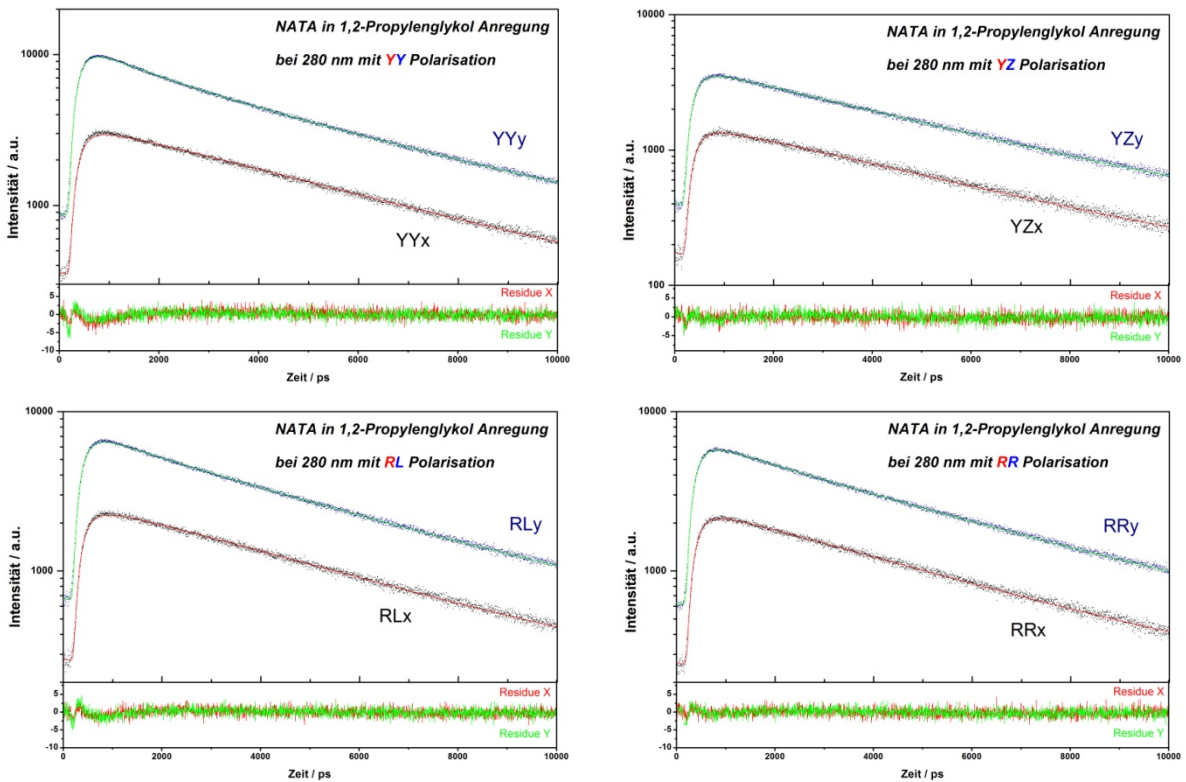 NATA in 1,2-Propylenglykol Anregung
bei 280 nm mit YY Polarisation
10000
1000
Intensität / a.u.
YYy
YYx
5
0
-5
-10
Residue X
Residue Y
0
2000
4000
6000
8000
10000
Zeit / ps
NATA in 1,2-Propylenglykol Anregung
bei 280 nm mit YZ Polarisation
10000
1000
100
Intensität / a.u.
YZy
YZx
5
0
-5
Residue X
Residue Y
0
2000
4000
6000
8000
10000
Zeit / ps
NATA in 1,2-Propylenglykol Anregung
bei 280 nm mit RL Polarisation
10000
1000
Intensität / a.u.
RLy
RLx
5
0
-5
-10
Residue X
Residue Y
0
2000
4000
6000
8000
10000
Zeit / ps
NATA in 1,2-Propylenglykol Anregung
bei 280 nm mit RR Polarisation
10000
1000
Intensität / a.u.
RRy
RRx
5
0
-5
-10
Residue X
Residue Y
0
2000
4000
6000
8000
10000
Zeit / ps